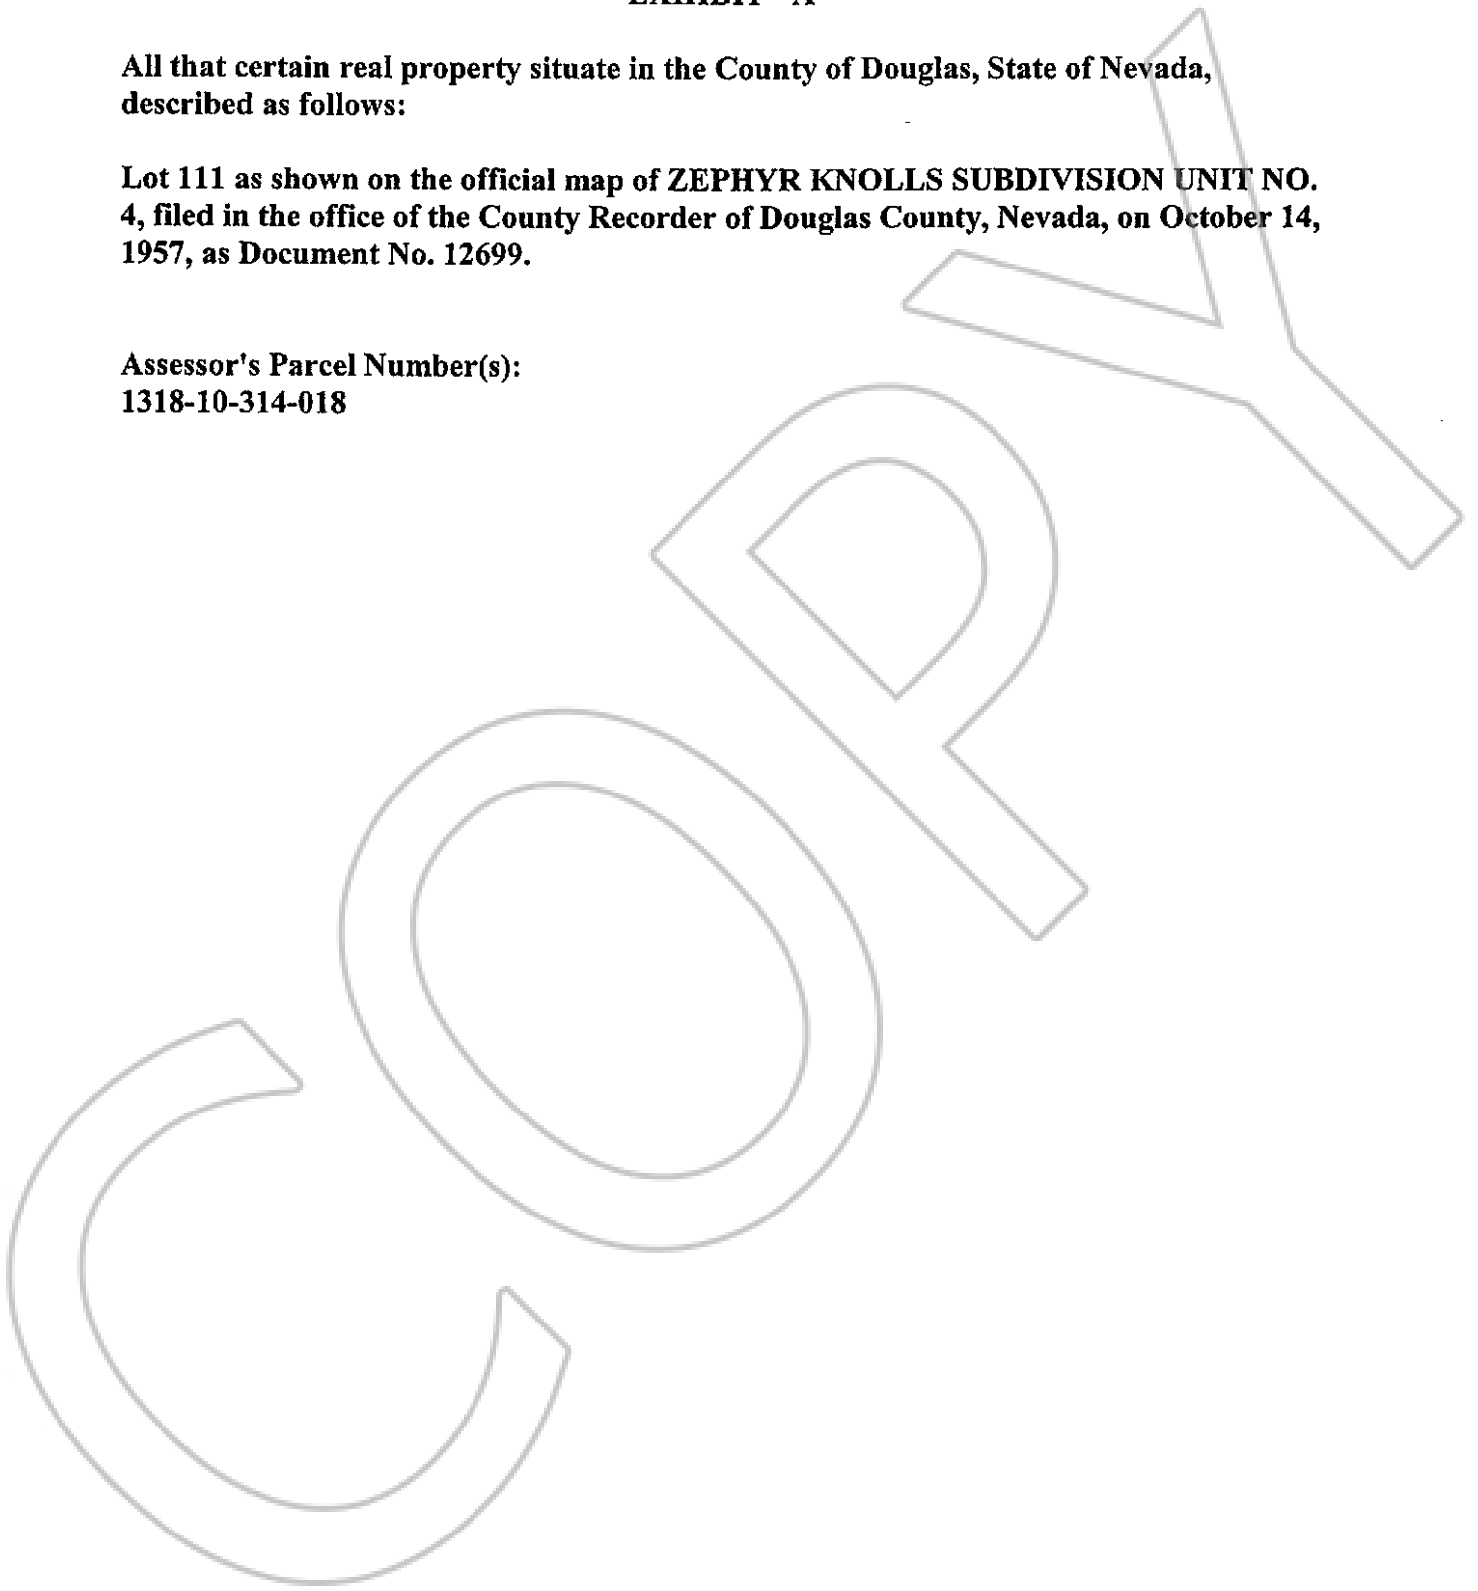 All that certain real property situate in the County of Douglas, State of Nevada,
described as follows:
Lot 111 as shown on the official map of ZEPHYR KNOLLS SUBDIVISION UNIT NO.
4, filed in the office of the County Recorder of Douglas County, Nevada, on October 14,
1957, as Document No. 12699.
Assessor's Parcel Number(s):
1318-10-314-018
COPY